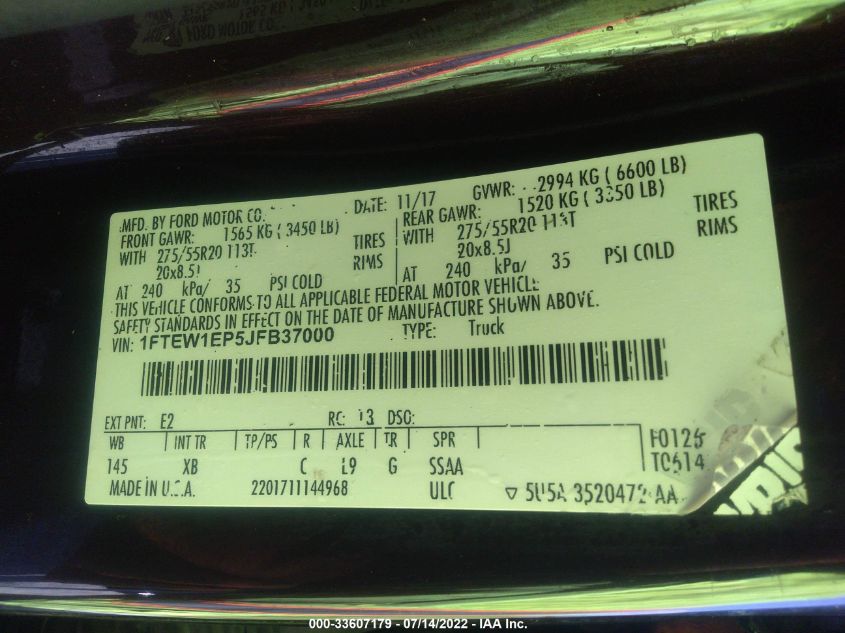 MFD. BY FORD MOTOR CO. DATE: 11/17 GVWR: 2994 KG ( 6600 LB)
FRONT GAWR: 1565 KG ( 3450 LB) REAR GAWR: 1520 KG ( 3350 LB)
WITH 275/55R20 113T TIRES WITH 275/55R20 113T TIRES
20x8.5J RIMS 20x8.5J RIMS
AT 240 kPa/ 35 PSI COLD AT 240 kPa/ 35 PSI COLD
THIS VEHICLE CONFORMS TO ALL APPLICABLE FEDERAL MOTOR VEHICLE
SAFETY STANDARDS IN EFFECT ON THE DATE OF MANUFACTURE SHOWN ABOVE.
VIN: 1FTEW1EP5JFB37000 TYPE: Truck
EXT PNT: E2 RC: 13 DSO:
WB INT TR TP/PS R AXLE TR SPR F0126
145 XB C L9 G SSAA T0614
MADE IN U.S.A. 2201711144968 ULC ▽ 5U5A 3520472 AA
000-33607179 - 07/14/2022 - IAA Inc.